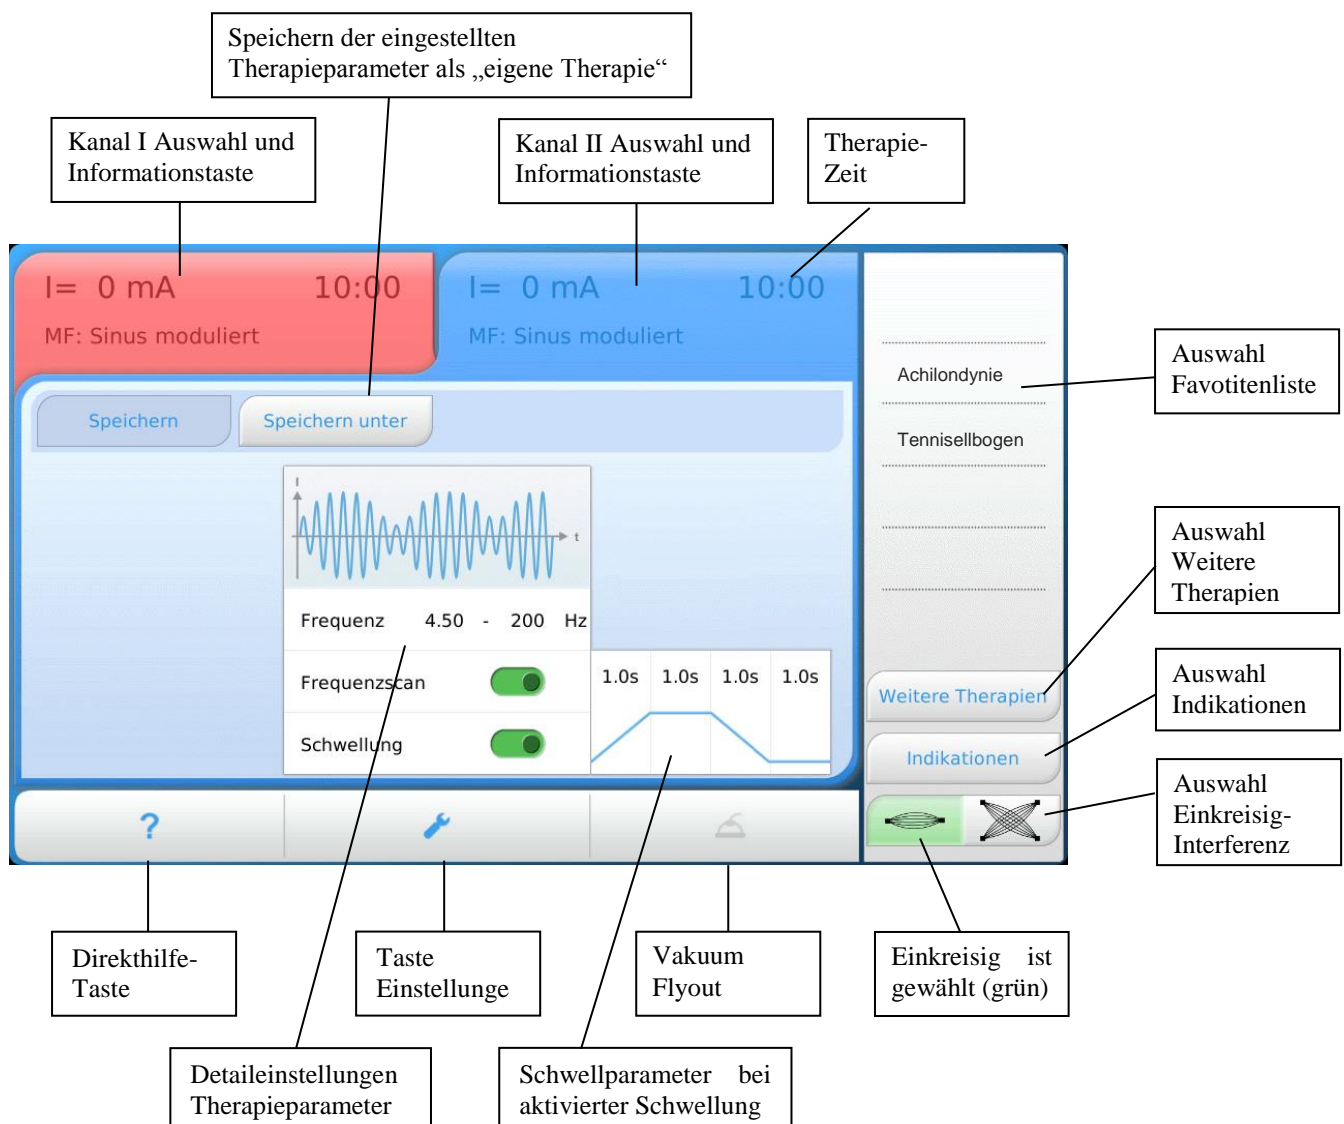 Speichern der eingestellten
Therapieparameter als „eigene Therapie“
Kanal I Auswahl und
Informationstaste
Kanal II Auswahl und
Informationstaste
Therapie-
Zeit
I= 0 mA 10:00
MF: Sinus moduliert
I= 0 mA 10:00
MF: Sinus moduliert
Speichern
Speichern unter
I
t
Frequenz 4.50 - 200 Hz
Frequenzscan
Schwellung
1.0s 1.0s 1.0s 1.0s
Achilondynie
Tennisellbogen
Weitere Therapien
Indikationen
?
Auswahl
Favotitenliste
Auswahl
Weitere
Therapien
Auswahl
Indikationen
Auswahl
Einkreisig-
Interferenz
Direkthilfe-
Taste
Taste
Einstellunge
Vakuum
Flyout
Einkreisig ist
gewählt (grün)
Detaileinstellungen
Therapieparameter
Schwellparameter bei
aktivierter Schwellung